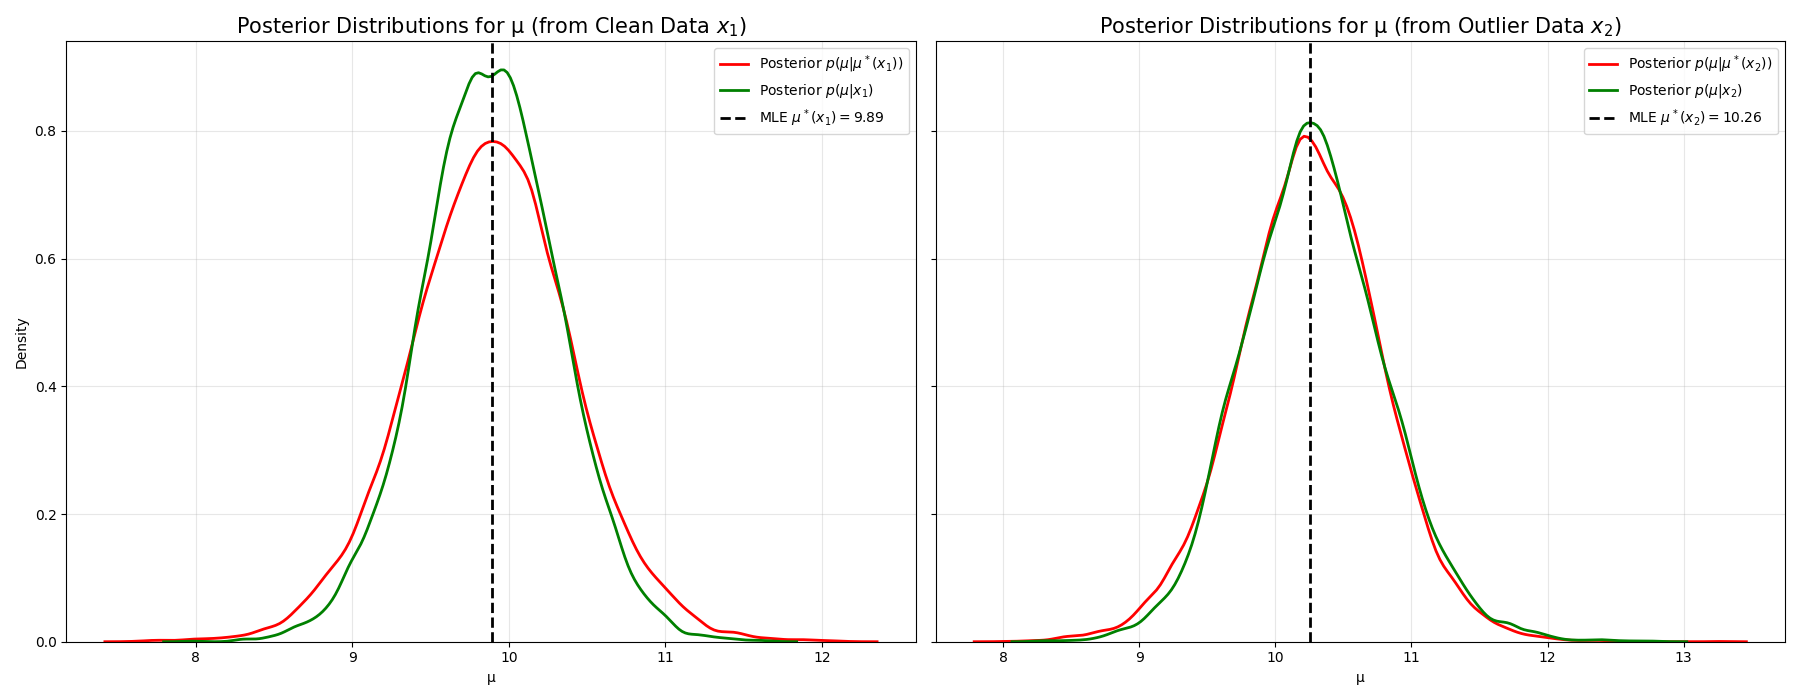 Posterior Distributions for μ (from Clean Data x₁)
Posterior p(μ|μ*(x₁))
Posterior p(μ|x₁)
MLE μ*(x₁) = 9.89
Density
0.8
0.6
0.4
0.2
0.0
8 9 10 11 12
μ
Posterior Distributions for μ (from Outlier Data x₂)
Posterior p(μ|μ*(x₂))
Posterior p(μ|x₂)
MLE μ*(x₂) = 10.26
8 9 10 11 12 13
μ